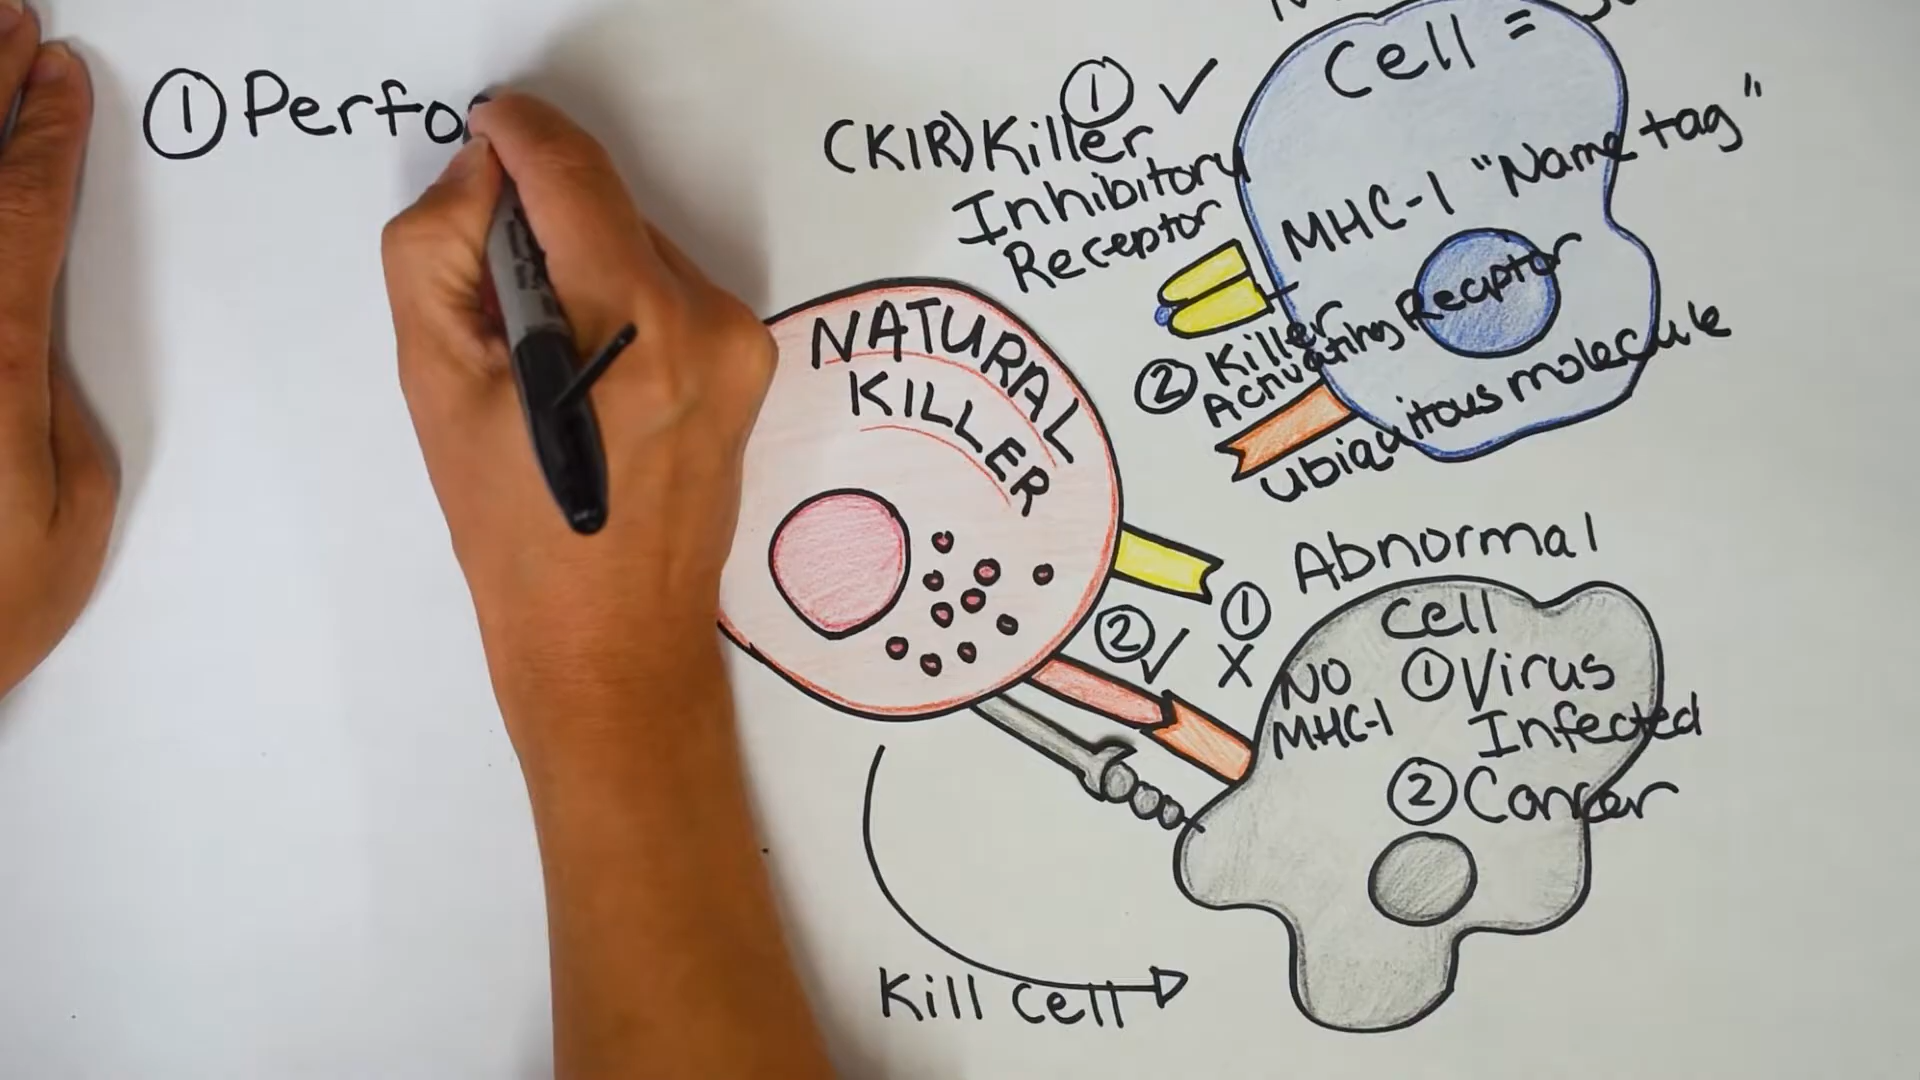 ① Perfo
① ✓
(KIR) Killer
Inhibitory
Receptor
Cell =
MHC-1 "Name tag"
② Killer
Activating Receptor
ubiquitous molecule
NATURAL
KILLER
② ✓
① X
Abnormal
Cell
NO
MHC-1
① Virus
Infected
② Cancer
Kill Cell